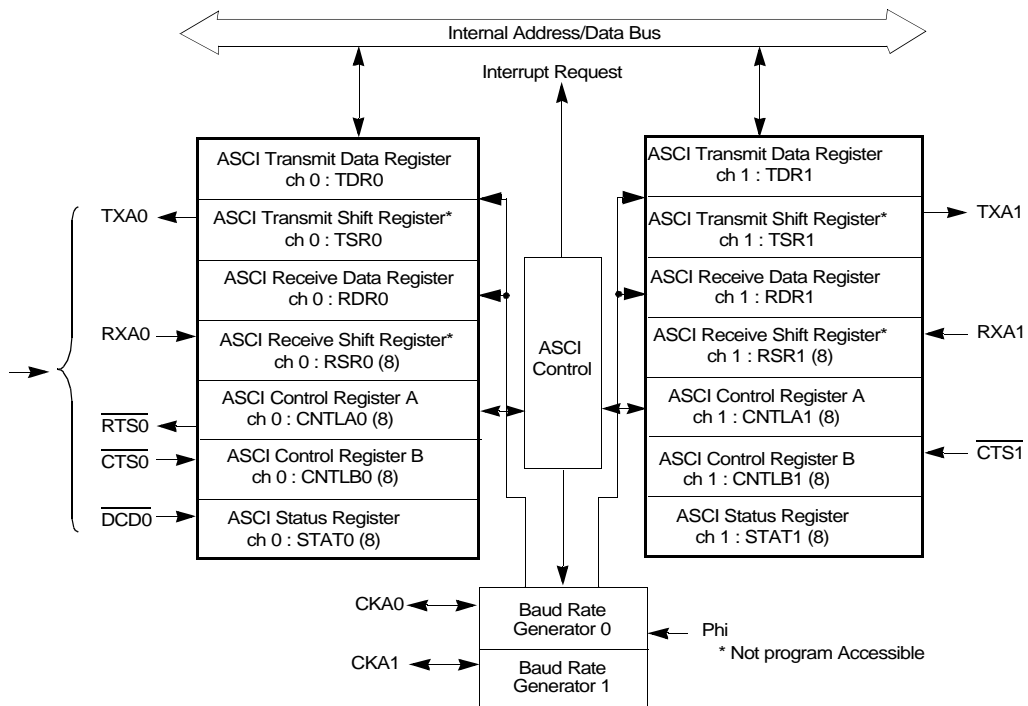 Internal Address/Data Bus
Interrupt Request
ASCI Transmit Data Register
ch 0 : TDR0
ASCI Transmit Shift Register*
ch 0 : TSR0
ASCI Receive Data Register
ch 0 : RDR0
ASCI Receive Shift Register*
ch 0 : RSR0 (8)
ASCI Control Register A
ch 0 : CNTLA0 (8)
ASCI Control Register B
ch 0 : CNTLB0 (8)
ASCI Status Register
ch 0 : STAT0 (8)
TXA0
RXA0
RTS0
CTS0
DCD0
ASCI
Control
ASCI Transmit Data Register
ch 1 : TDR1
ASCI Transmit Shift Register*
ch 1 : TSR1
ASCI Receive Data Register
ch 1 : RDR1
ASCI Receive Shift Register*
ch 1 : RSR1 (8)
ASCI Control Register A
ch 1 : CNTLA1 (8)
ASCI Control Register B
ch 1 : CNTLB1 (8)
ASCI Status Register
ch 1 : STAT1 (8)
TXA1
RXA1
CTS1
CKA0
CKA1
Baud Rate
Generator 0
Baud Rate
Generator 1
Phi
* Not program Accessible